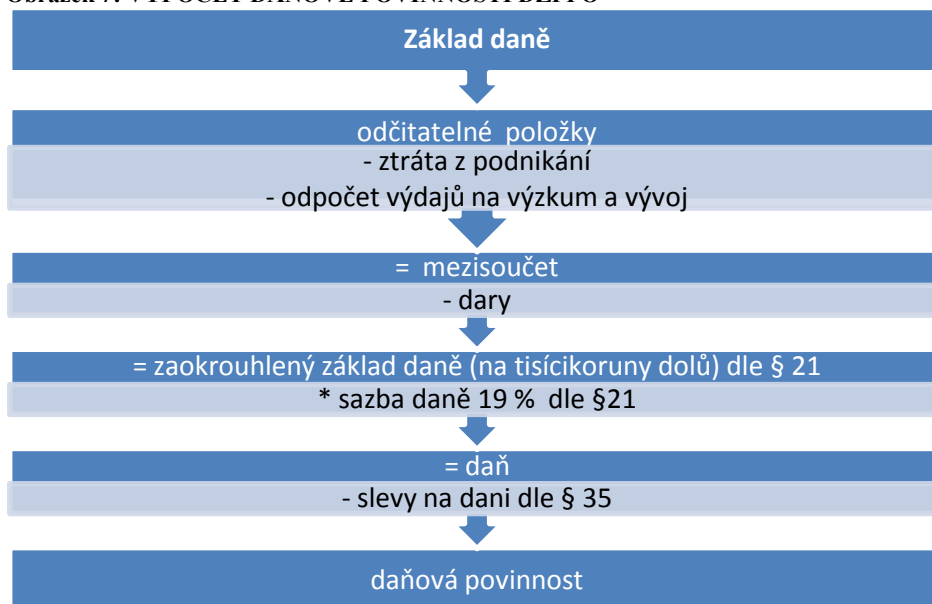 Základ daně
odčitatelné položky
- ztráta z podnikání
- odpočet výdajů na výzkum a vývoj
= mezisoučet
- dary
= zaokrouhlený základ daně (na tisícikoruny dolů) dle § 21
* sazba daně 19 % dle §21
= daň
- slevy na dani dle § 35
daňová povinnost